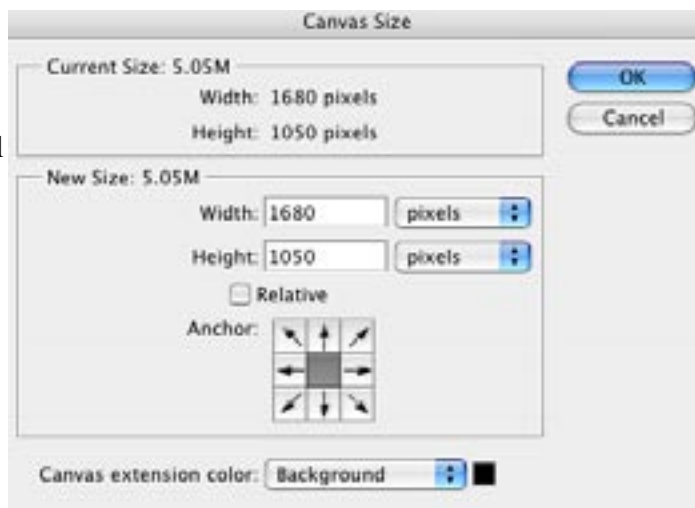 Canvas Size
Current Size: 5.05M
Width: 1680 pixels
Height: 1050 pixels
OK
Cancel
New Size: 5.05M
Width: 1680 pixels
Height: 1050 pixels
Relative
Anchor:
Canvas extension color: Background